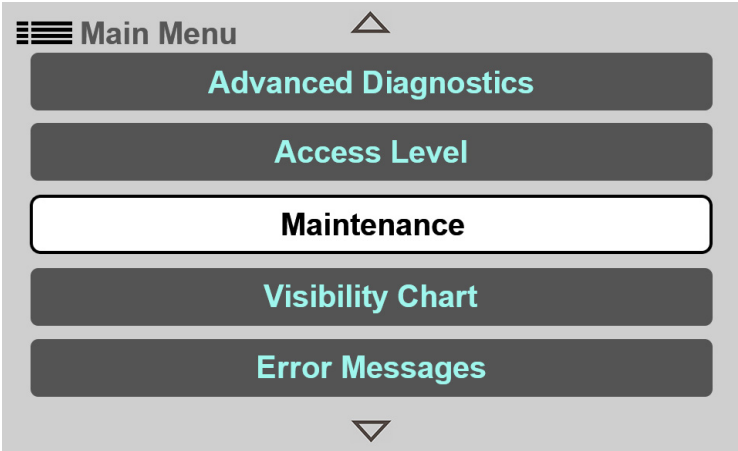 Main Menu
Advanced Diagnostics
Access Level
Maintenance
Visibility Chart
Error Messages